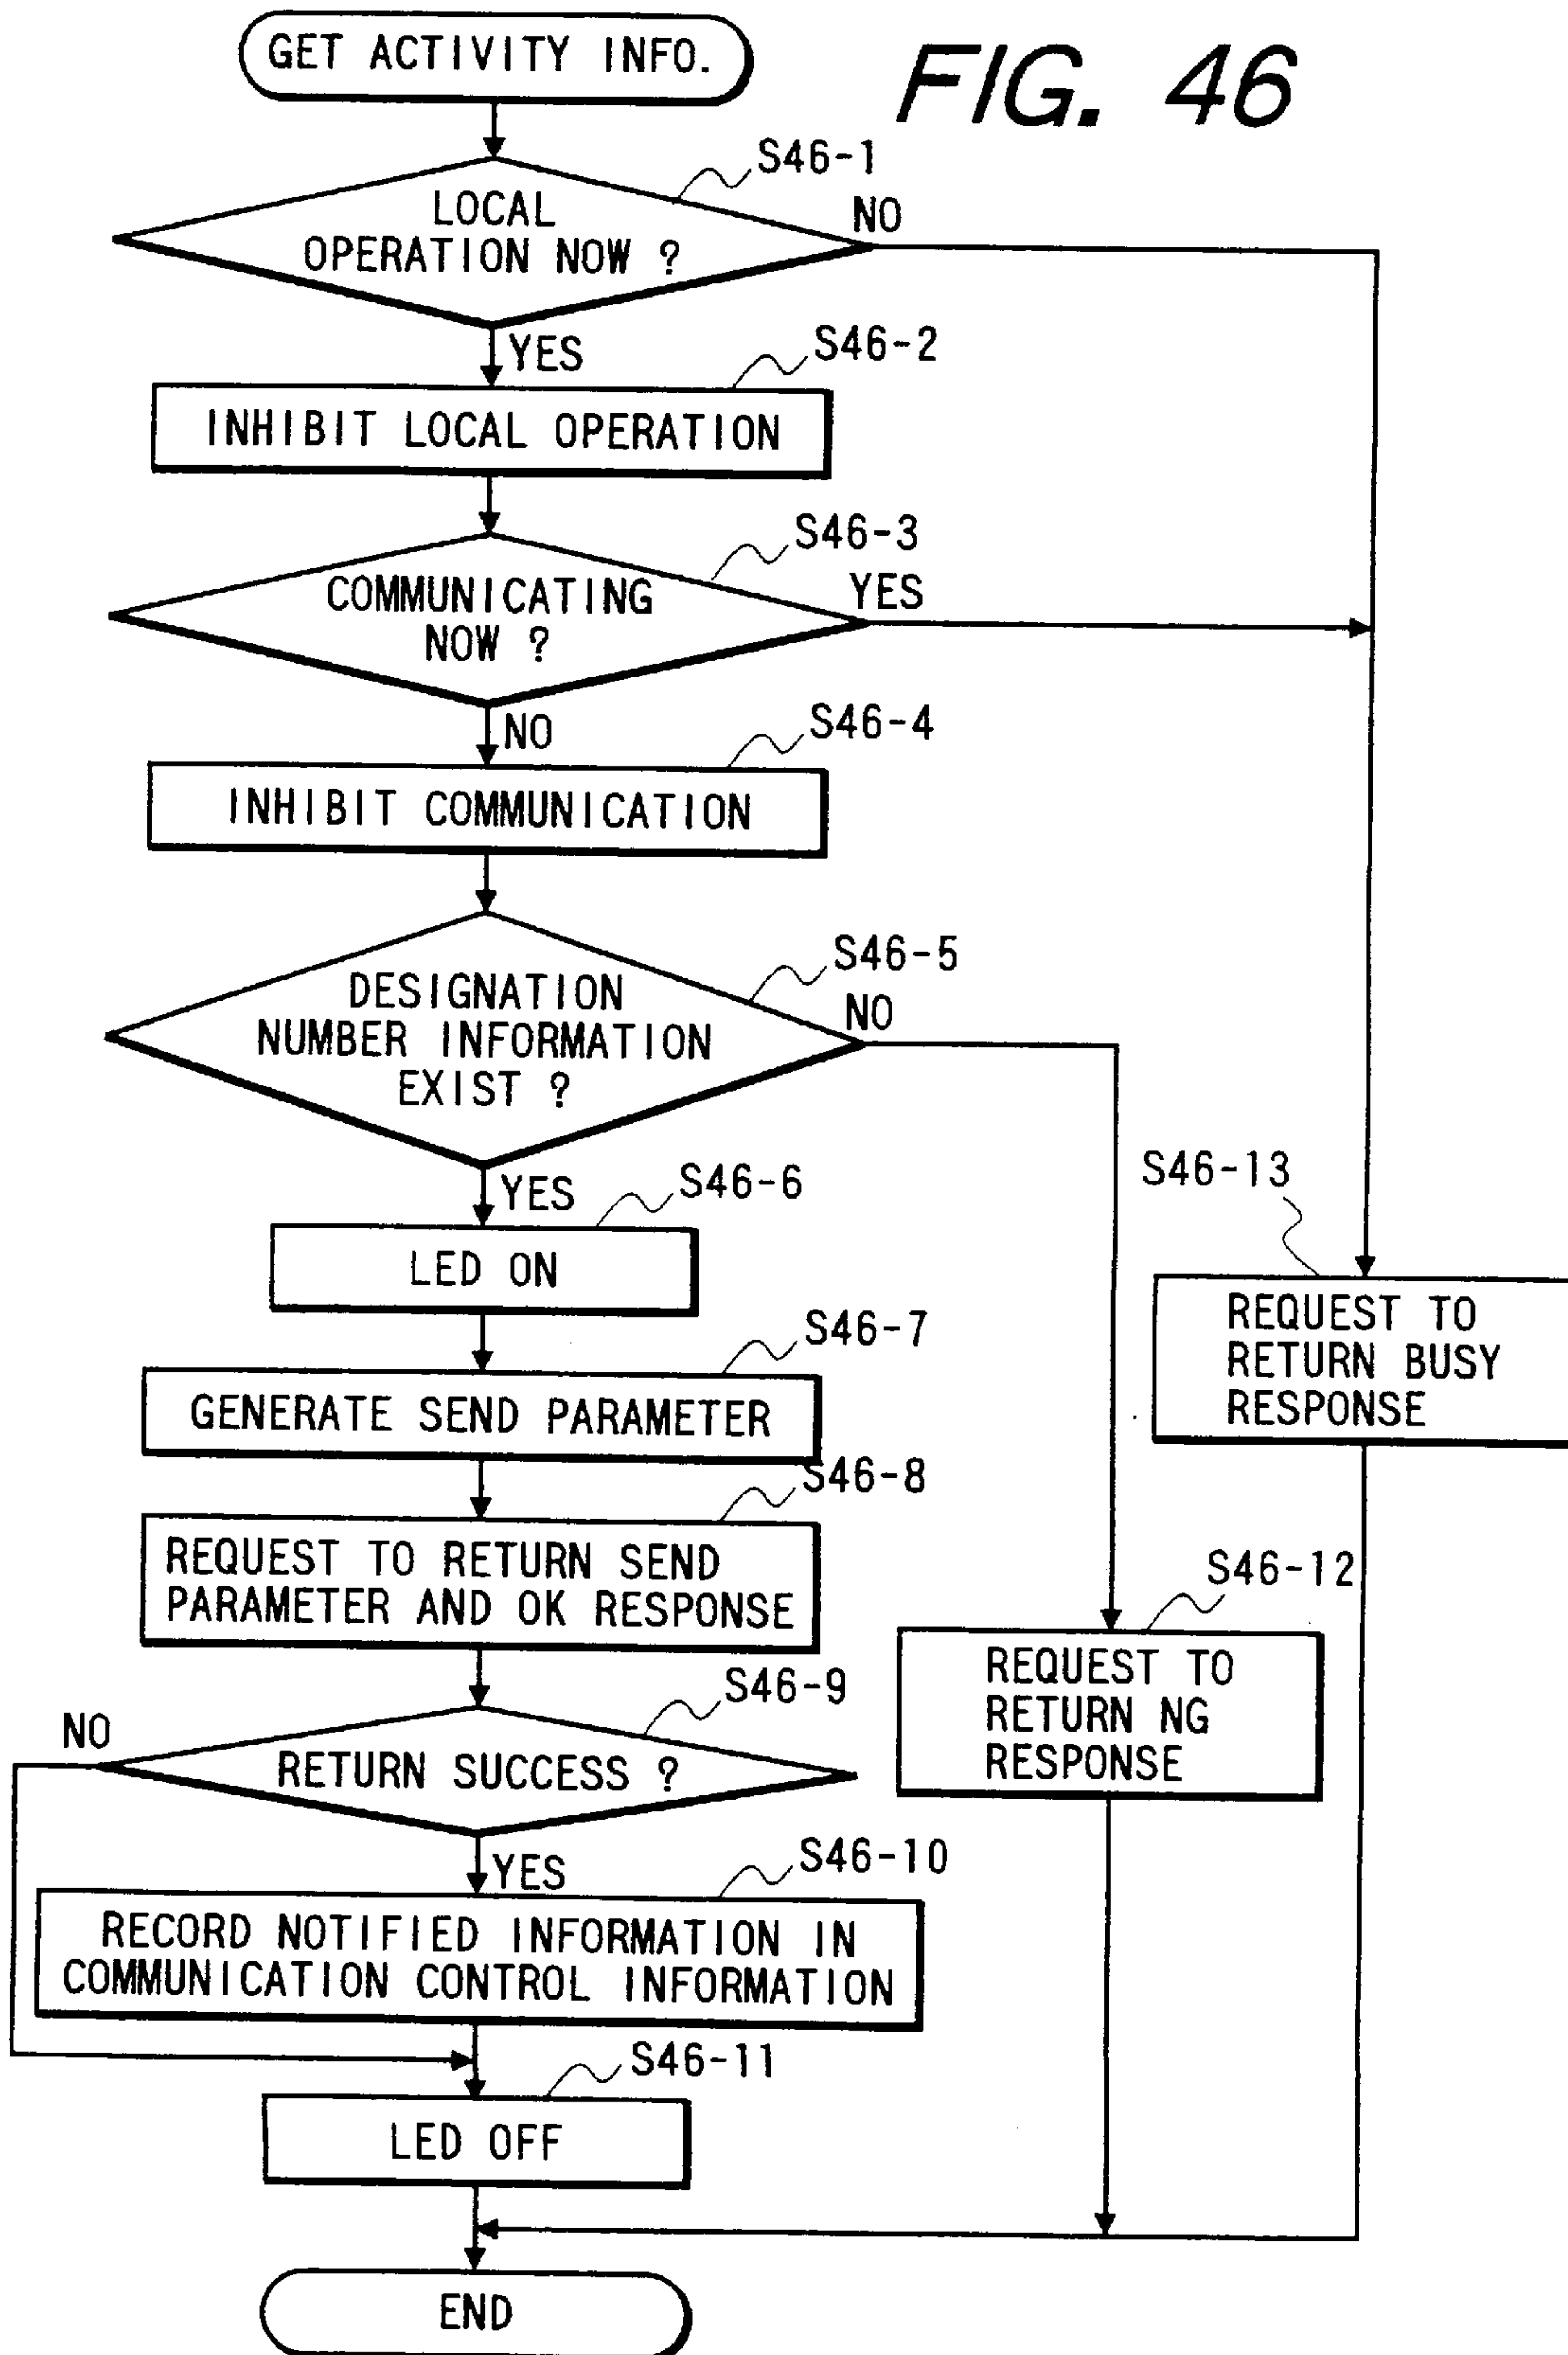 GET ACTIVITY INFO.
FIG. 46
S46-1
LOCAL
OPERATION NOW ?
NO
YES
S46-2
INHIBIT LOCAL OPERATION
S46-3
COMMUNICATING
NOW ?
YES
NO
S46-4
INHIBIT COMMUNICATION
S46-5
DESIGNATION
NUMBER INFORMATION
EXIST ?
NO
YES
S46-6
LED ON
S46-7
GENERATE SEND PARAMETER
S46-8
REQUEST TO RETURN SEND
PARAMETER AND OK RESPONSE
S46-9
RETURN SUCCESS ?
NO
YES
S46-10
RECORD NOTIFIED INFORMATION IN
COMMUNICATION CONTROL INFORMATION
S46-11
LED OFF
S46-12
REQUEST TO
RETURN NG
RESPONSE
S46-13
REQUEST TO
RETURN BUSY
RESPONSE
END